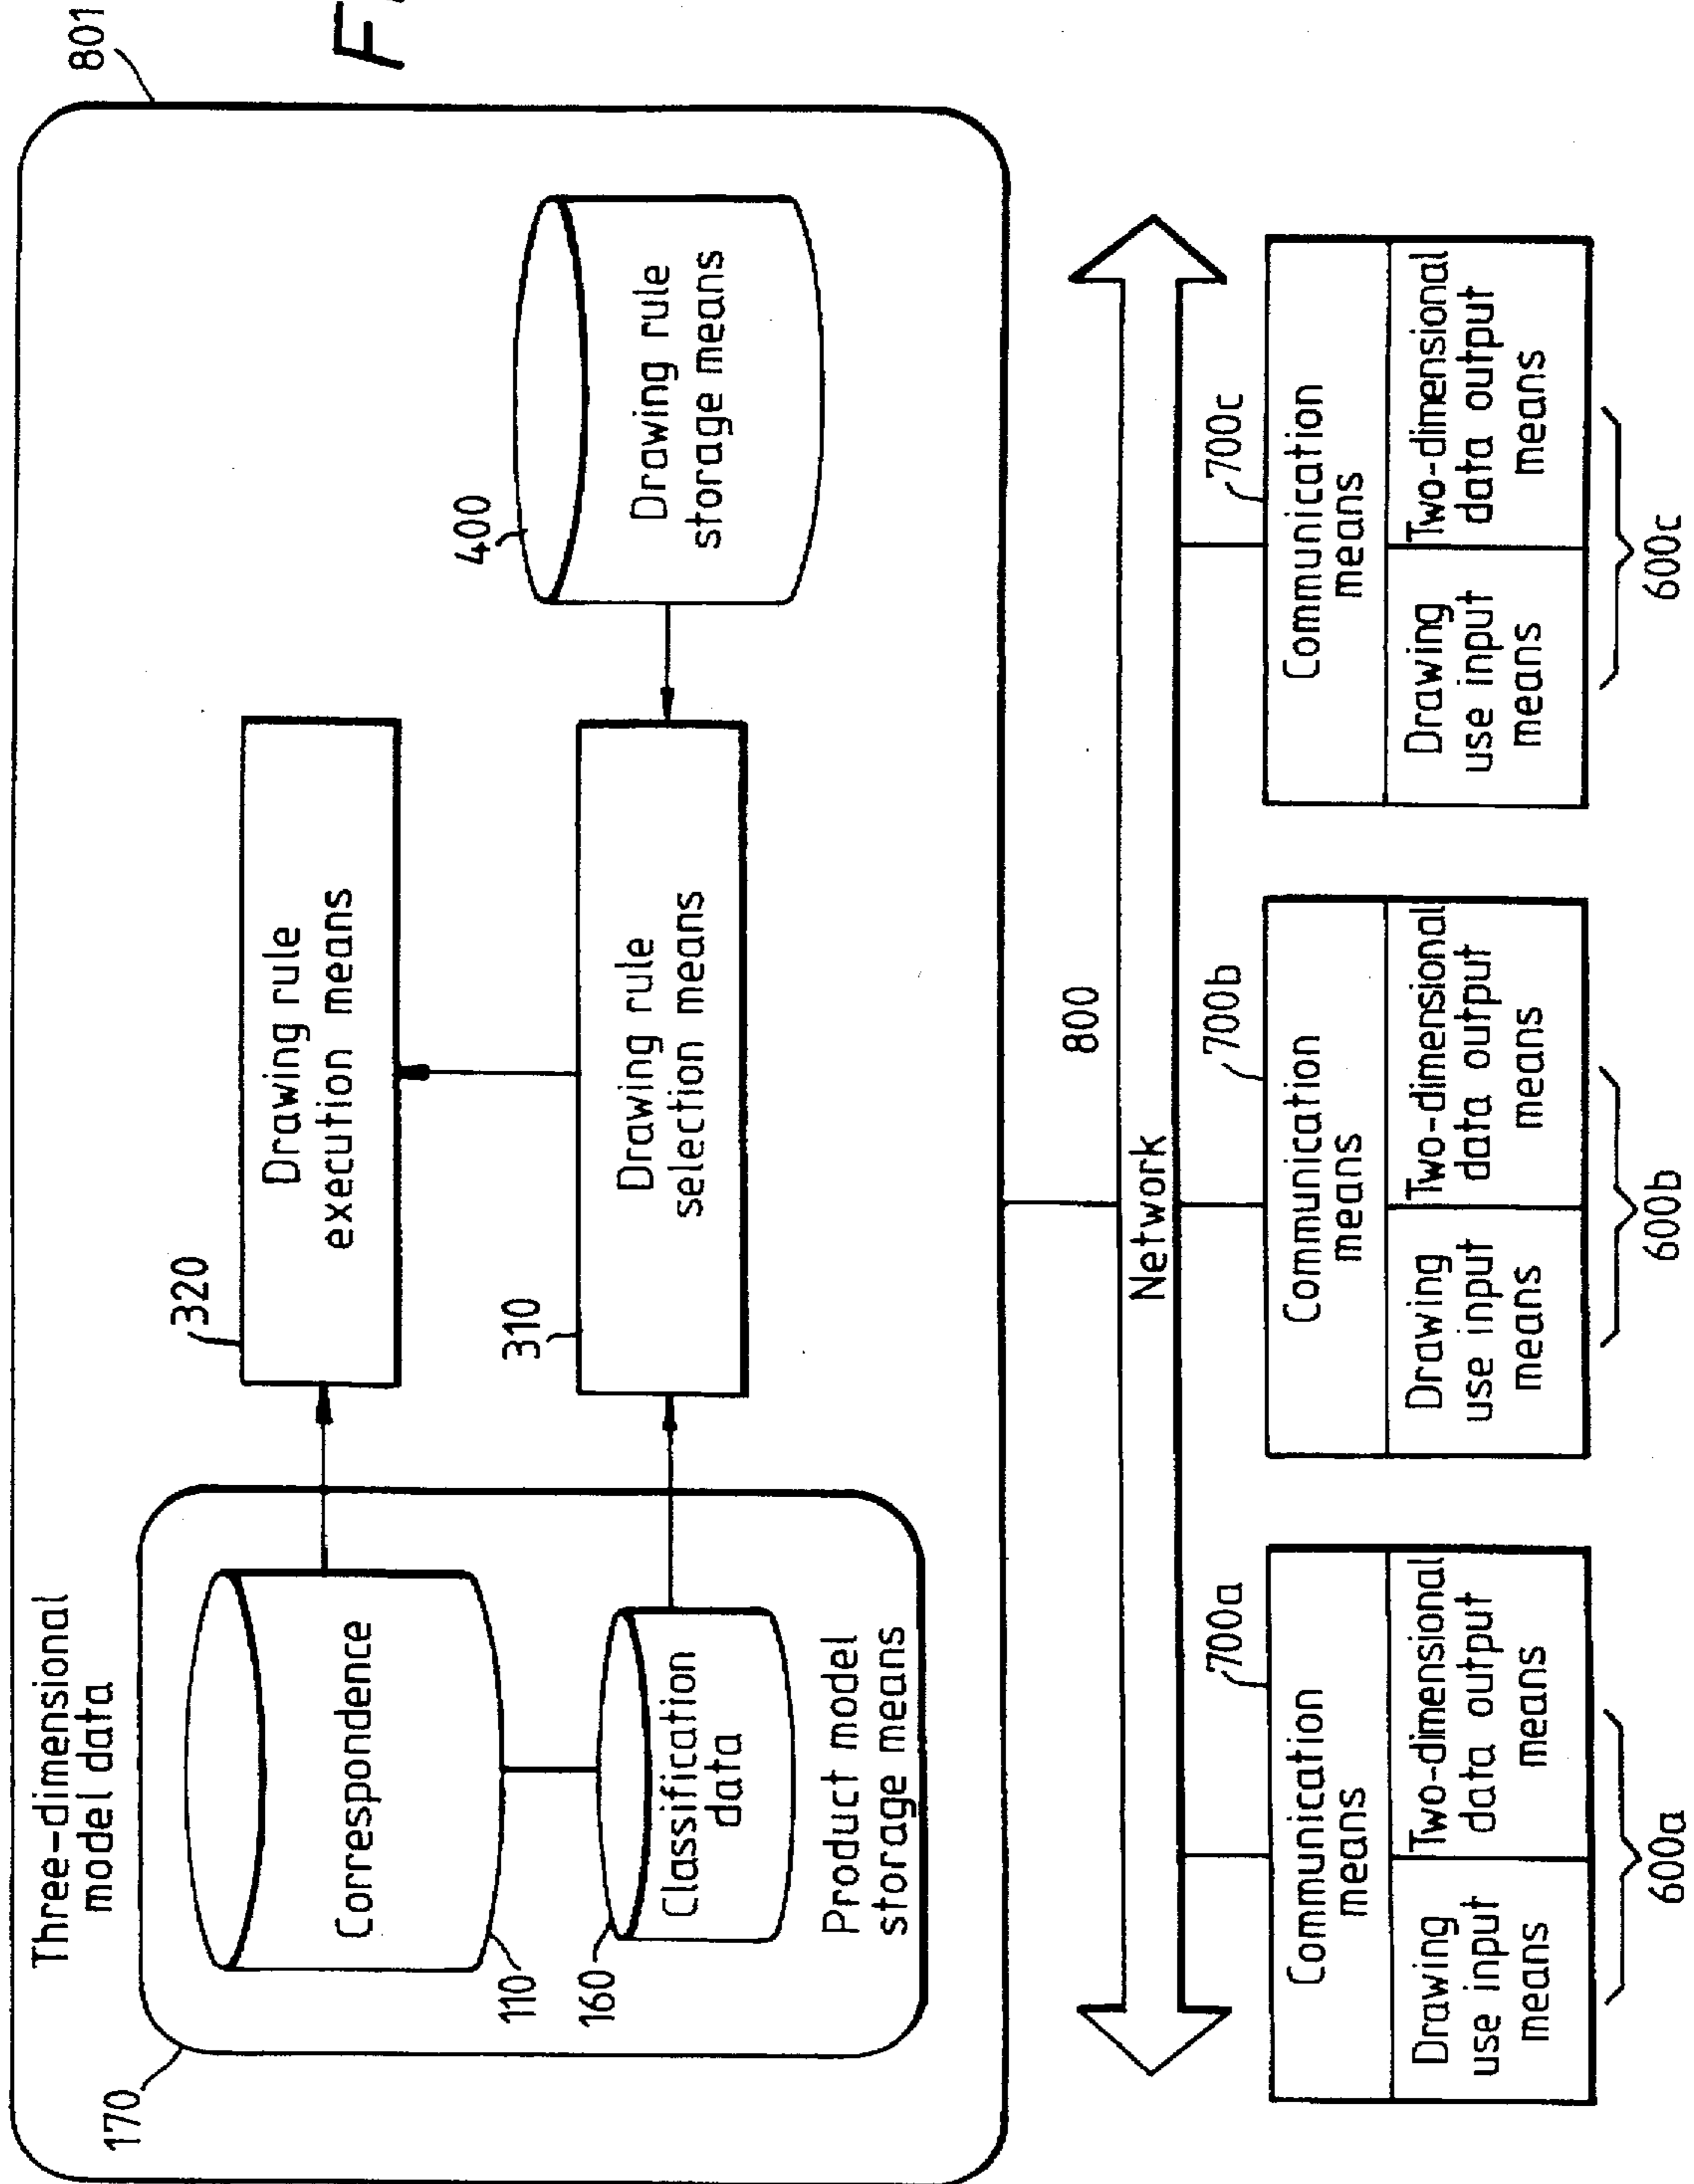 801
F
Three-dimensional
model data
170
Correspondence
110
160
Classification
data
Product model
storage means
320
Drawing rule
execution means
310
Drawing rule
selection means
400
Drawing rule
storage means
800
Network
700a
Communication
means
Drawing
use input
means
Two-dimensional
data output
means
600a
700b
Communication
means
Drawing
use input
means
Two-dimensional
data output
means
600b
700c
Communication
means
Drawing
use input
means
Two-dimensional
data output
means
600c